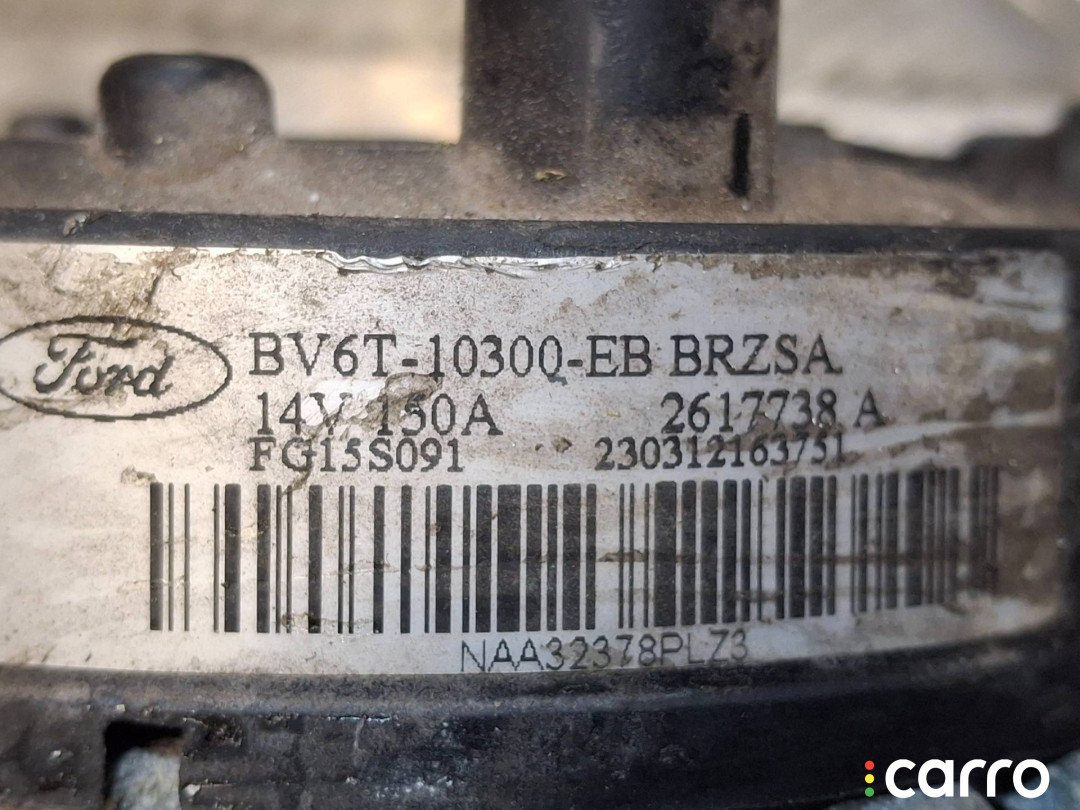 Ford
BV6T-10300-EB BRZSA
14V 150A 2617738 A
FG15S091 230312163751
NAA32378PLZ3
carro